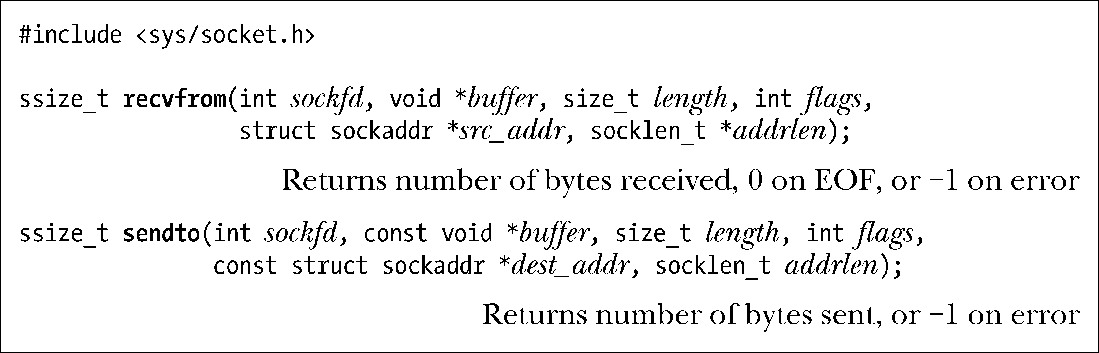 #include <sys/socket.h>
ssize_t recvfrom(int sockfd, void *buffer, size_t length, int flags,
struct sockaddr *src_addr, socklen_t *addrlen);
Returns number of bytes received, 0 on EOF, or –1 on error
ssize_t sendto(int sockfd, const void *buffer, size_t length, int flags,
const struct sockaddr *dest_addr, socklen_t addrlen);
Returns number of bytes sent, or –1 on error